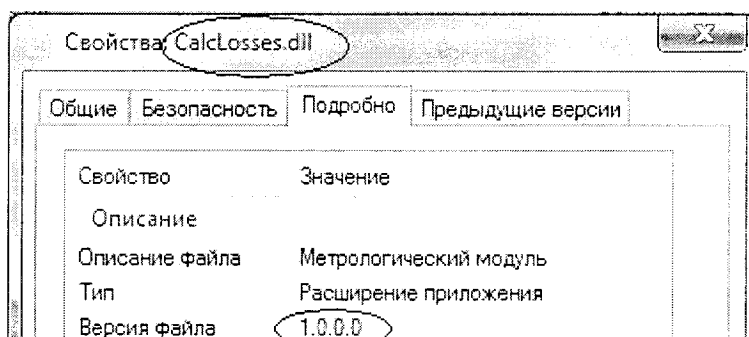 Свойства: CalcLosses.dll
Общие Безопасность Подробно Предыдущие версии
Свойство Значение
Описание
Описание файла Метрологический модуль
Тип Расширение приложения
Версия файла 1.0.0.0